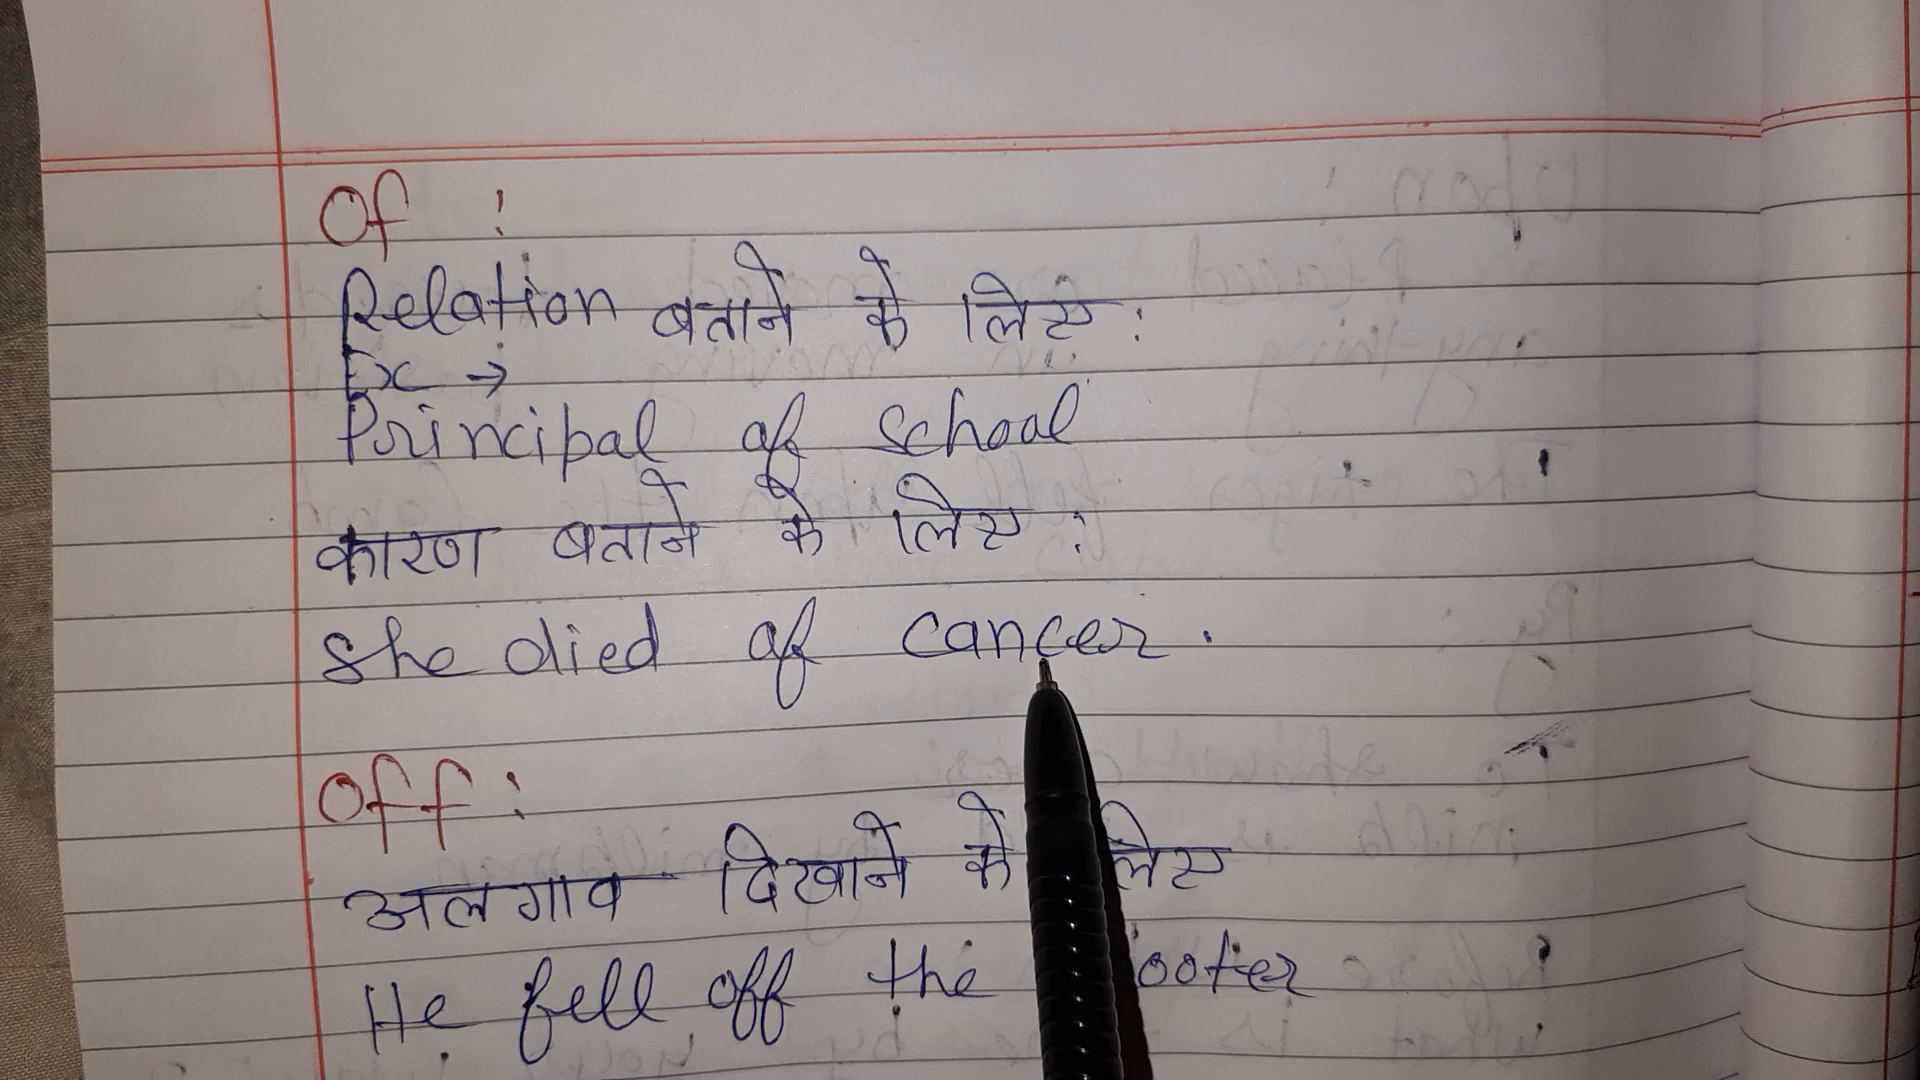 Of :
Relation बताने के लिए :
Ex →
Principal of school
कारण बताने के लिए :
She died of cancer.
Off :
अलगाव दिखाने के लिए
He fell off the